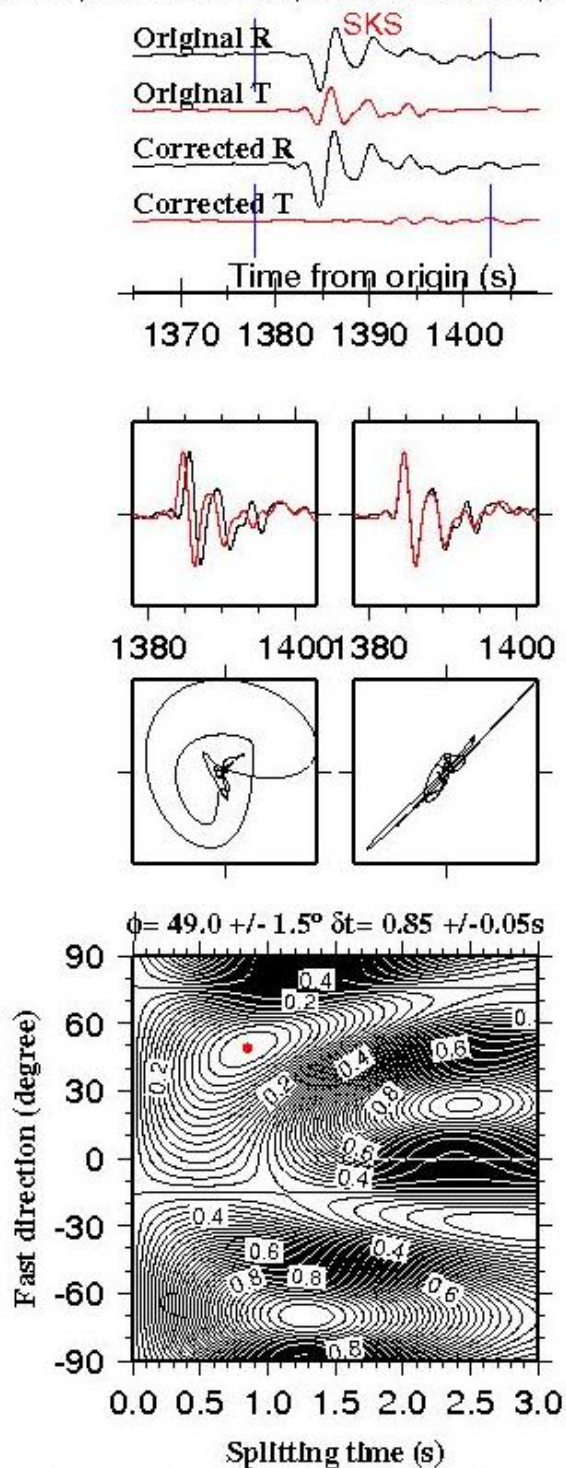 SKS
Original R
Original T
Corrected R
Corrected T
Time from origin (s)
1370 1380 1390 1400
1380 1400 1380 1400
ϕ= 49.0 +/- 1.5° δt= 0.85 +/-0.05s
Fast direction (degree)
90
60
30
0
-30
-60
-90
0.4
0.2
0.
0.6
0.4
0.2
0.2
0.8
0.6
0.4
0.4
0.6
0.4
0.8
0.8
0.6
0.8
0.0 0.5 1.0 1.5 2.0 2.5 3.0
Splitting time (s)